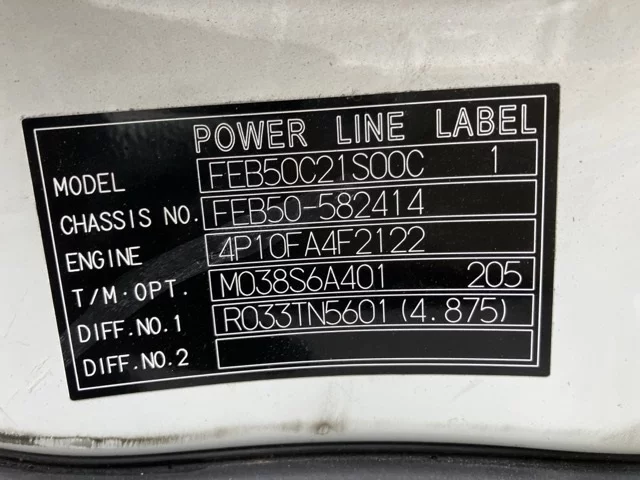 POWER LINE LABEL
MODEL FEB50C21S00C 1
CHASSIS NO. FEB50-582414
ENGINE 4P10FA4F2122
T/M·OPT. M038S6A401 205
DIFF.NO.1 R033TN5601(4.875)
DIFF.NO.2